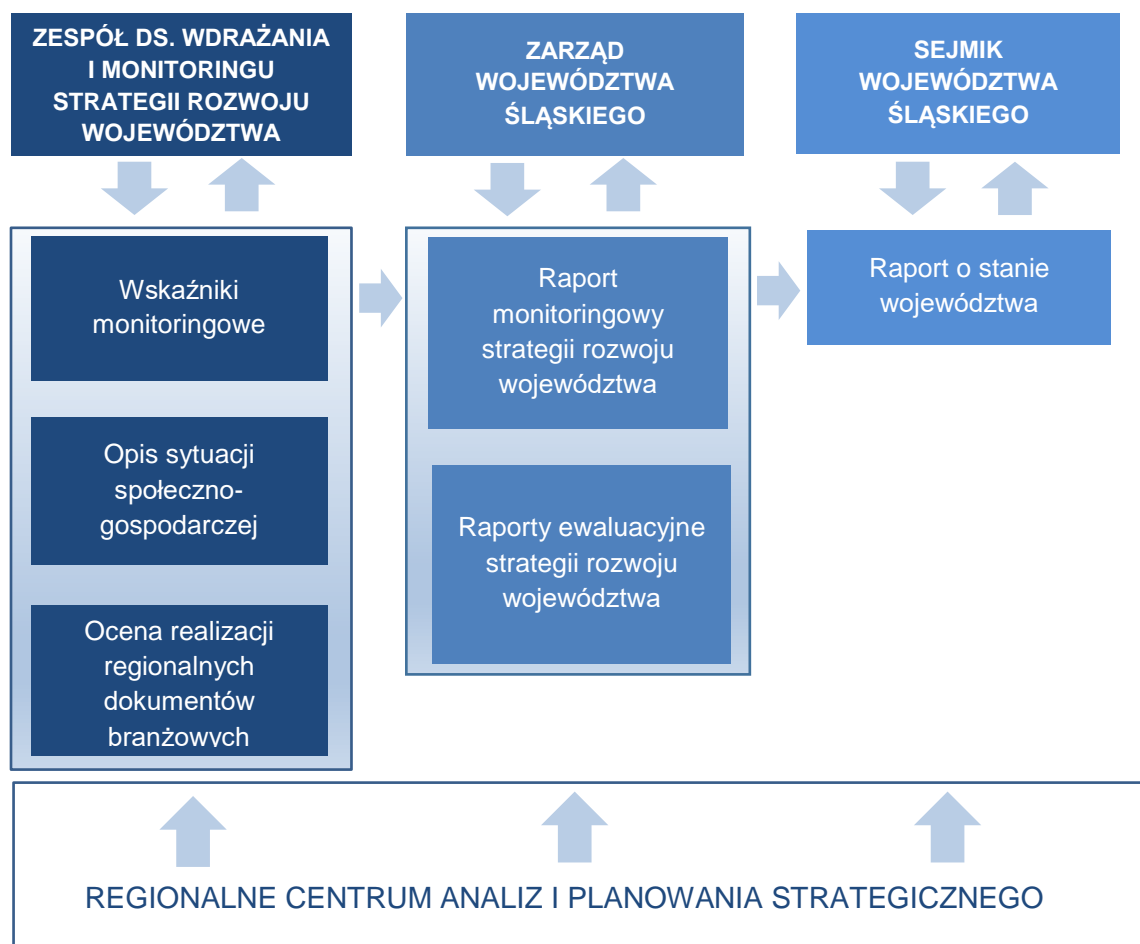 ZESPÓŁ DS. WDRAŻANIA
I MONITORINGU
STRATEGII ROZWOJU
WOJEWÓDZTWA
ZARZĄD
WOJEWÓDZTWA
ŚLĄSKIEGO
SEJMIK
WOJEWÓDZTWA
ŚLĄSKIEGO
Wskaźniki
monitoringowe
Opis sytuacji
społeczno-
gospodarczej
Ocena realizacji
regionalnych
dokumentów
branżowych
Raport
monitoringowy
strategii rozwoju
województwa
Raporty ewaluacyjne
strategii rozwoju
województwa
Raport o stanie
województwa
REGIONALNE CENTRUM ANALIZ I PLANOWANIA STRATEGICZNEGO